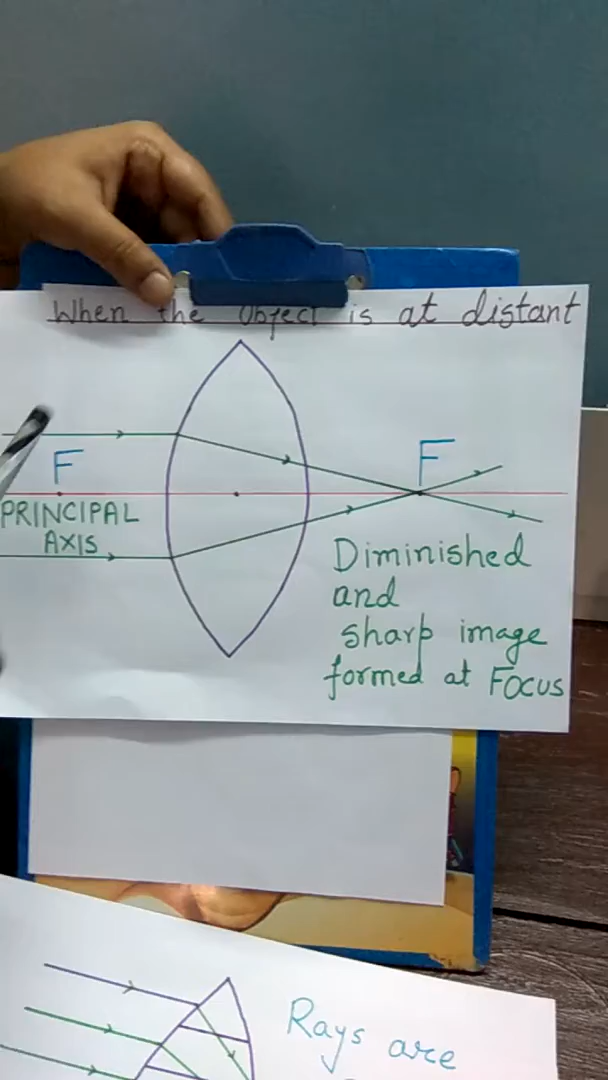 When the Object is at distant
F
F
PRINCIPAL
AXIS
Diminished
and
sharp image
formed at FOCUS
Rays are